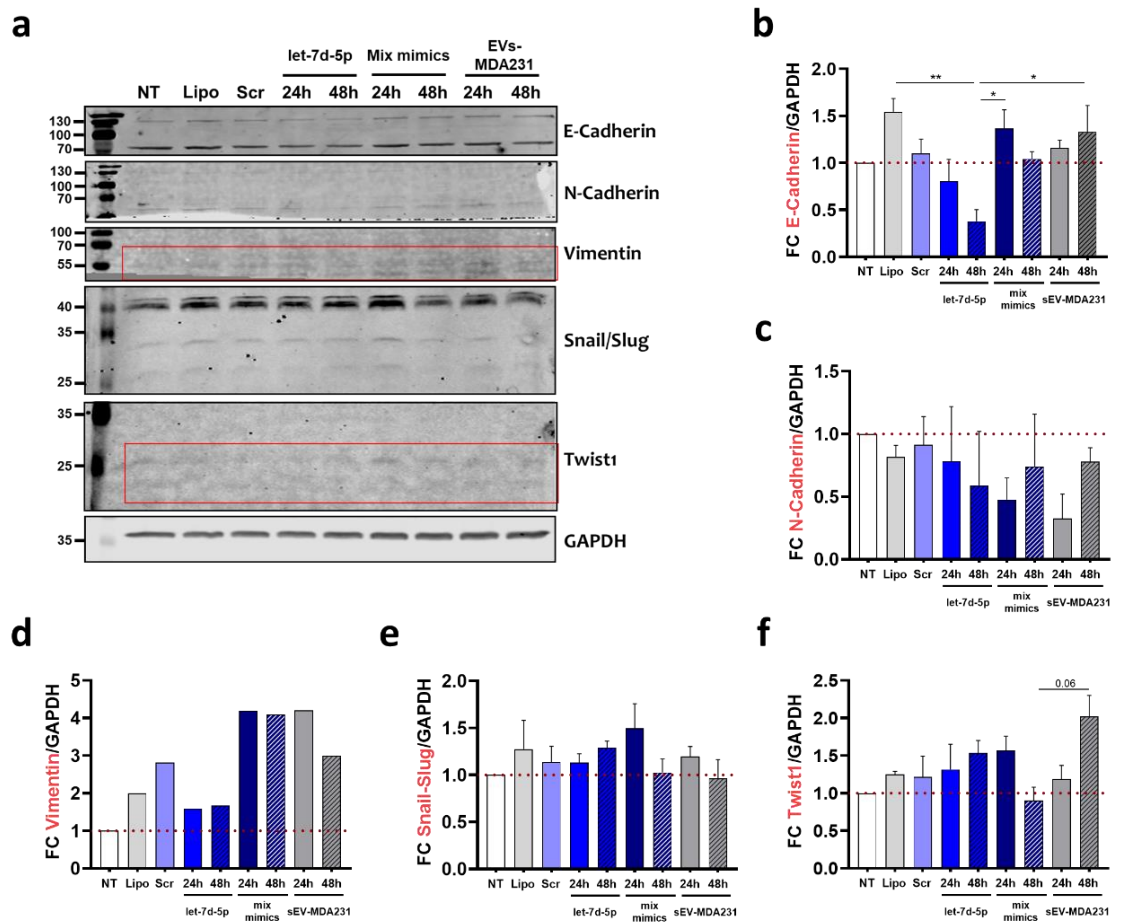 a
let-7d-5p
Mix mimics
EVs-
MDA231
NT Lipo Scr 24h 48h 24h 48h 24h 48h
130
100
70
E-Cadherin
130
100
70
N-Cadherin
100
70
55
Vimentin
40
35
25
Snail/Slug
35
25
Twist1
35
GAPDH
b
FC E-Cadherin/GAPDH
2.0
1.5
1.0
0.5
0.0
**
*
*
NT Lipo Scr 24h 48h 24h 48h 24h 48h
let-7d-5p
mix
mimics
sEV-MDA231
c
FC N-Cadherin/GAPDH
1.5
1.0
0.5
0.0
NT Lipo Scr 24h 48h 24h 48h 24h 48h
let-7d-5p
mix
mimics
sEV-MDA231
d
FC Vimentin/GAPDH
5
4
3
2
1
0
NT Lipo Scr 24h 48h 24h 48h 24h 48h
let-7d-5p
mix
mimics
sEV-MDA231
e
FC Snail-Slug/GAPDH
2.0
1.5
1.0
0.5
0.0
NT Lipo Scr 24h 48h 24h 48h 24h 48h
let-7d-5p
mix
mimics
sEV-MDA231
f
FC Twist1/GAPDH
2.5
2.0
1.5
1.0
0.5
0.0
0.06
NT Lipo Scr 24h 48h 24h 48h 24h 48h
let-7d-5p
mix
mimics
sEV-MDA231